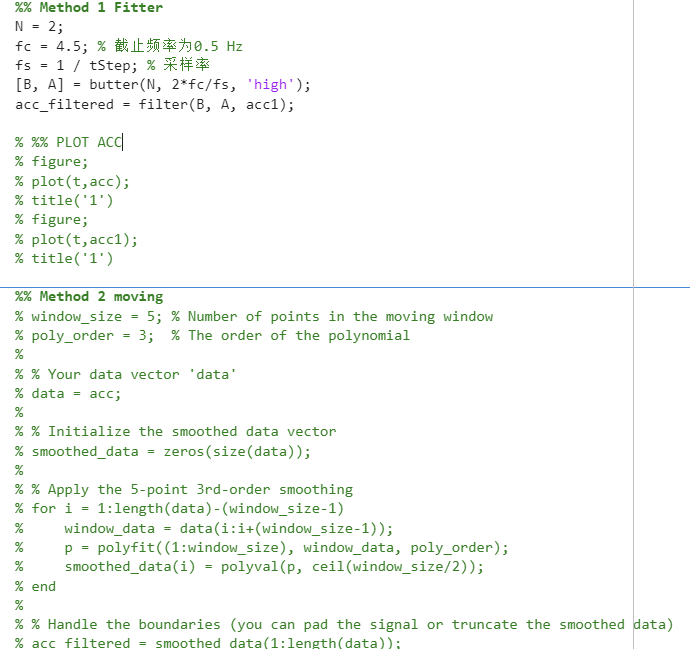 %% Method 1 Fitter
N = 2;
fc = 4.5; % 截止频率为0.5 Hz
fs = 1 / tStep; % 采样率
[B, A] = butter(N, 2*fc/fs, 'high');
acc_filtered = filter(B, A, acc1);
% %% PLOT ACC
% figure;
% plot(t,acc);
% title('1')
% figure;
% plot(t,acc1);
% title('1')
%% Method 2 moving
% window_size = 5; % Number of points in the moving window
% poly_order = 3;  % The order of the polynomial
%
% % Your data vector 'data'
% data = acc;
%
% % Initialize the smoothed data vector
% smoothed_data = zeros(size(data));
%
% % Apply the 5-point 3rd-order smoothing
% for i = 1:length(data)-(window_size-1)
%     window_data = data(i:i+(window_size-1));
%     p = polyfit((1:window_size), window_data, poly_order);
%     smoothed_data(i) = polyval(p, ceil(window_size/2));
% end
%
% % Handle the boundaries (you can pad the signal or truncate the smoothed data)
% acc_filtered = smoothed_data(1:length(data));